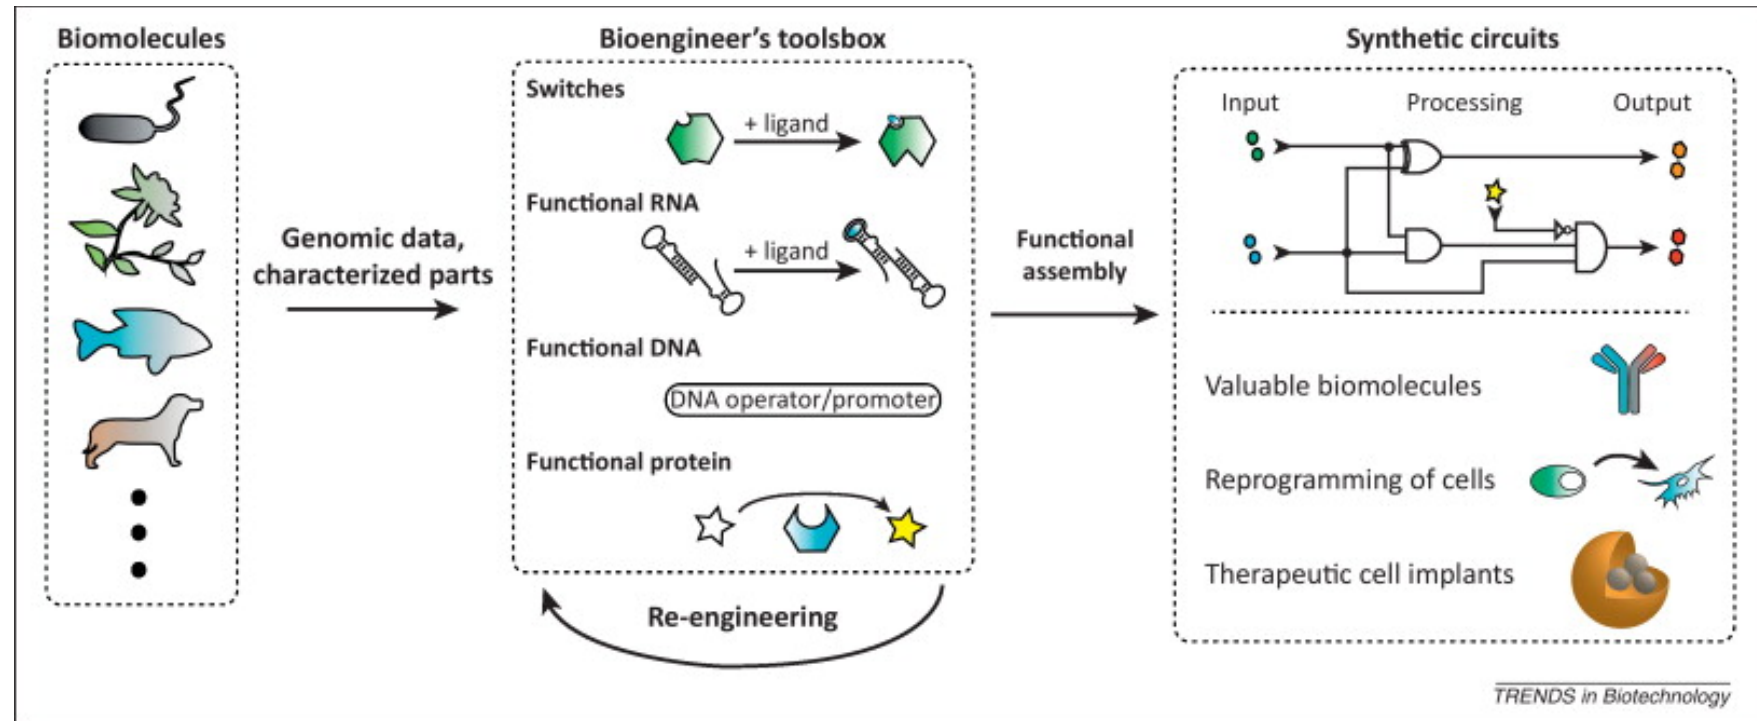 Biomolecules
Genomic data,
characterized parts
Bioengineer's toolsbox
Switches
+ ligand
Functional RNA
+ ligand
Functional DNA
DNA operator/promoter
Functional protein
Re-engineering
Functional
assembly
Synthetic circuits
Input Processing Output
Valuable biomolecules
Reprogramming of cells
Therapeutic cell implants
TRENDS in Biotechnology